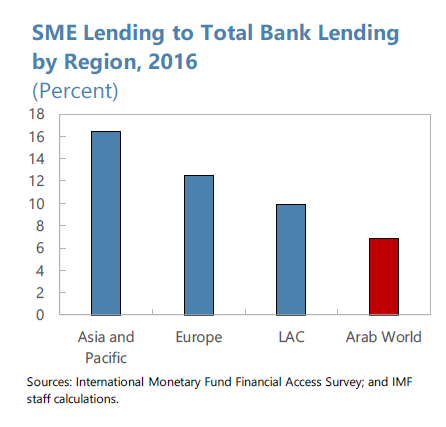 SME Lending to Total Bank Lending
by Region, 2016
(Percent)
18
16
14
12
10
8
6
4
2
0
Asia and
Pacific
Europe
LAC
Arab World
Sources: International Monetary Fund Financial Access Survey; and IMF
staff calculations.